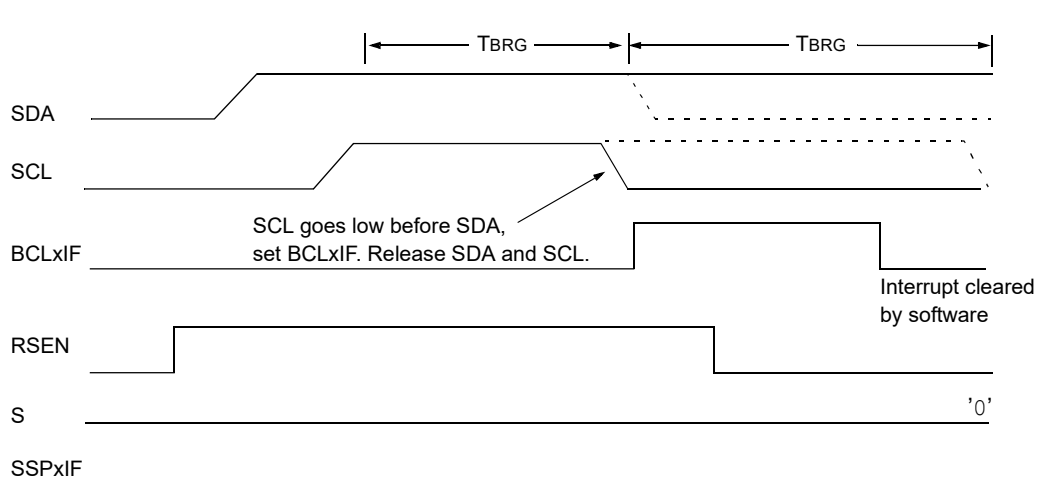 TBRG
TBRG
SDA
SCL
SCL goes low before SDA,
set BCLxIF. Release SDA and SCL.
BCLxIF
Interrupt cleared
by software
RSEN
S
'0'
SSPxIF